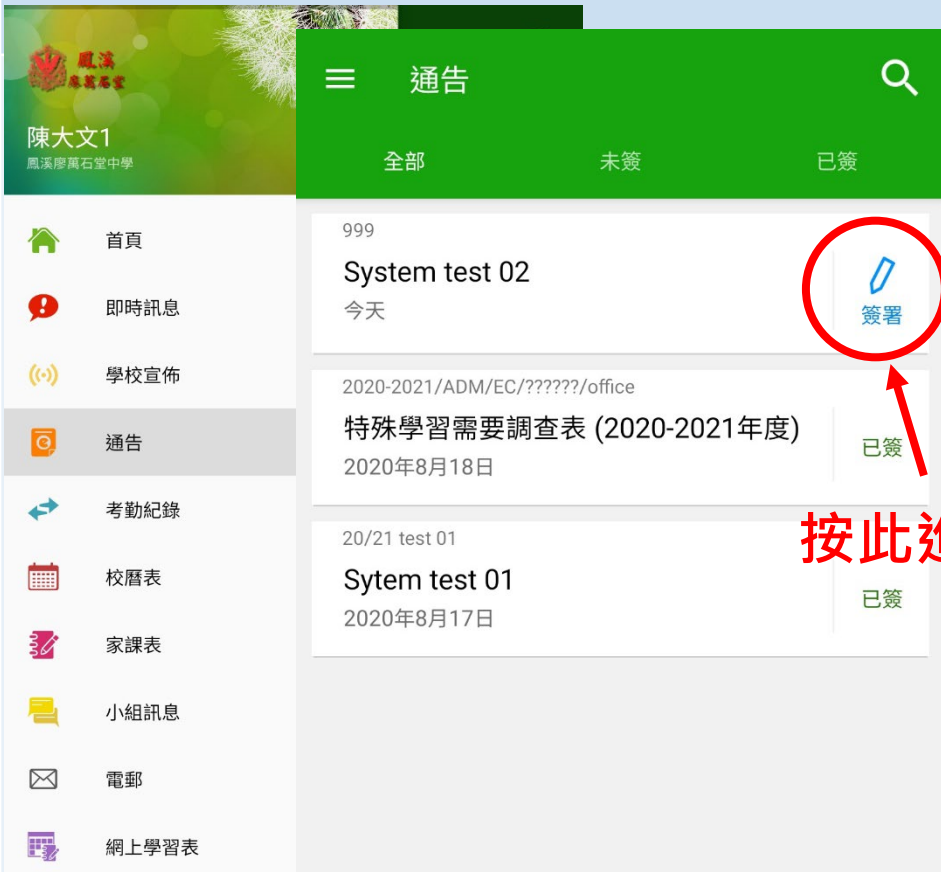 鳳溪
廖萬石堂
陳大文1
鳳溪廖萬石堂中學
首頁
即時訊息
學校宣佈
通告
考勤紀錄
校曆表
家課表
小組訊息
電郵
網上學習表
通告
全部
未簽
已簽
999
System test 02
今天
簽署
2020-2021/ADM/EC/??????/office
特殊學習需要調查表 (2020-2021年度)
2020年8月18日
已簽
按此進
20/21 test 01
Sytem test 01
2020年8月17日
已簽